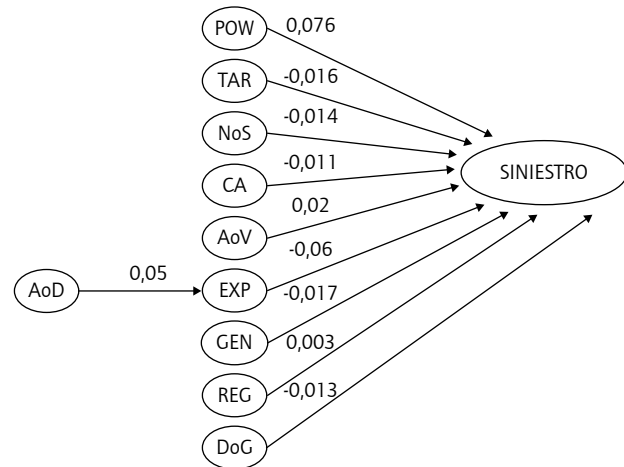 POW 0,076
TAR -0,016
NoS -0,014
CA -0,011
SINIESTRO
AoV 0,02
-0,06
AoD 0,05 EXP
-0,017
GEN 0,003
REG -0,013
DoG